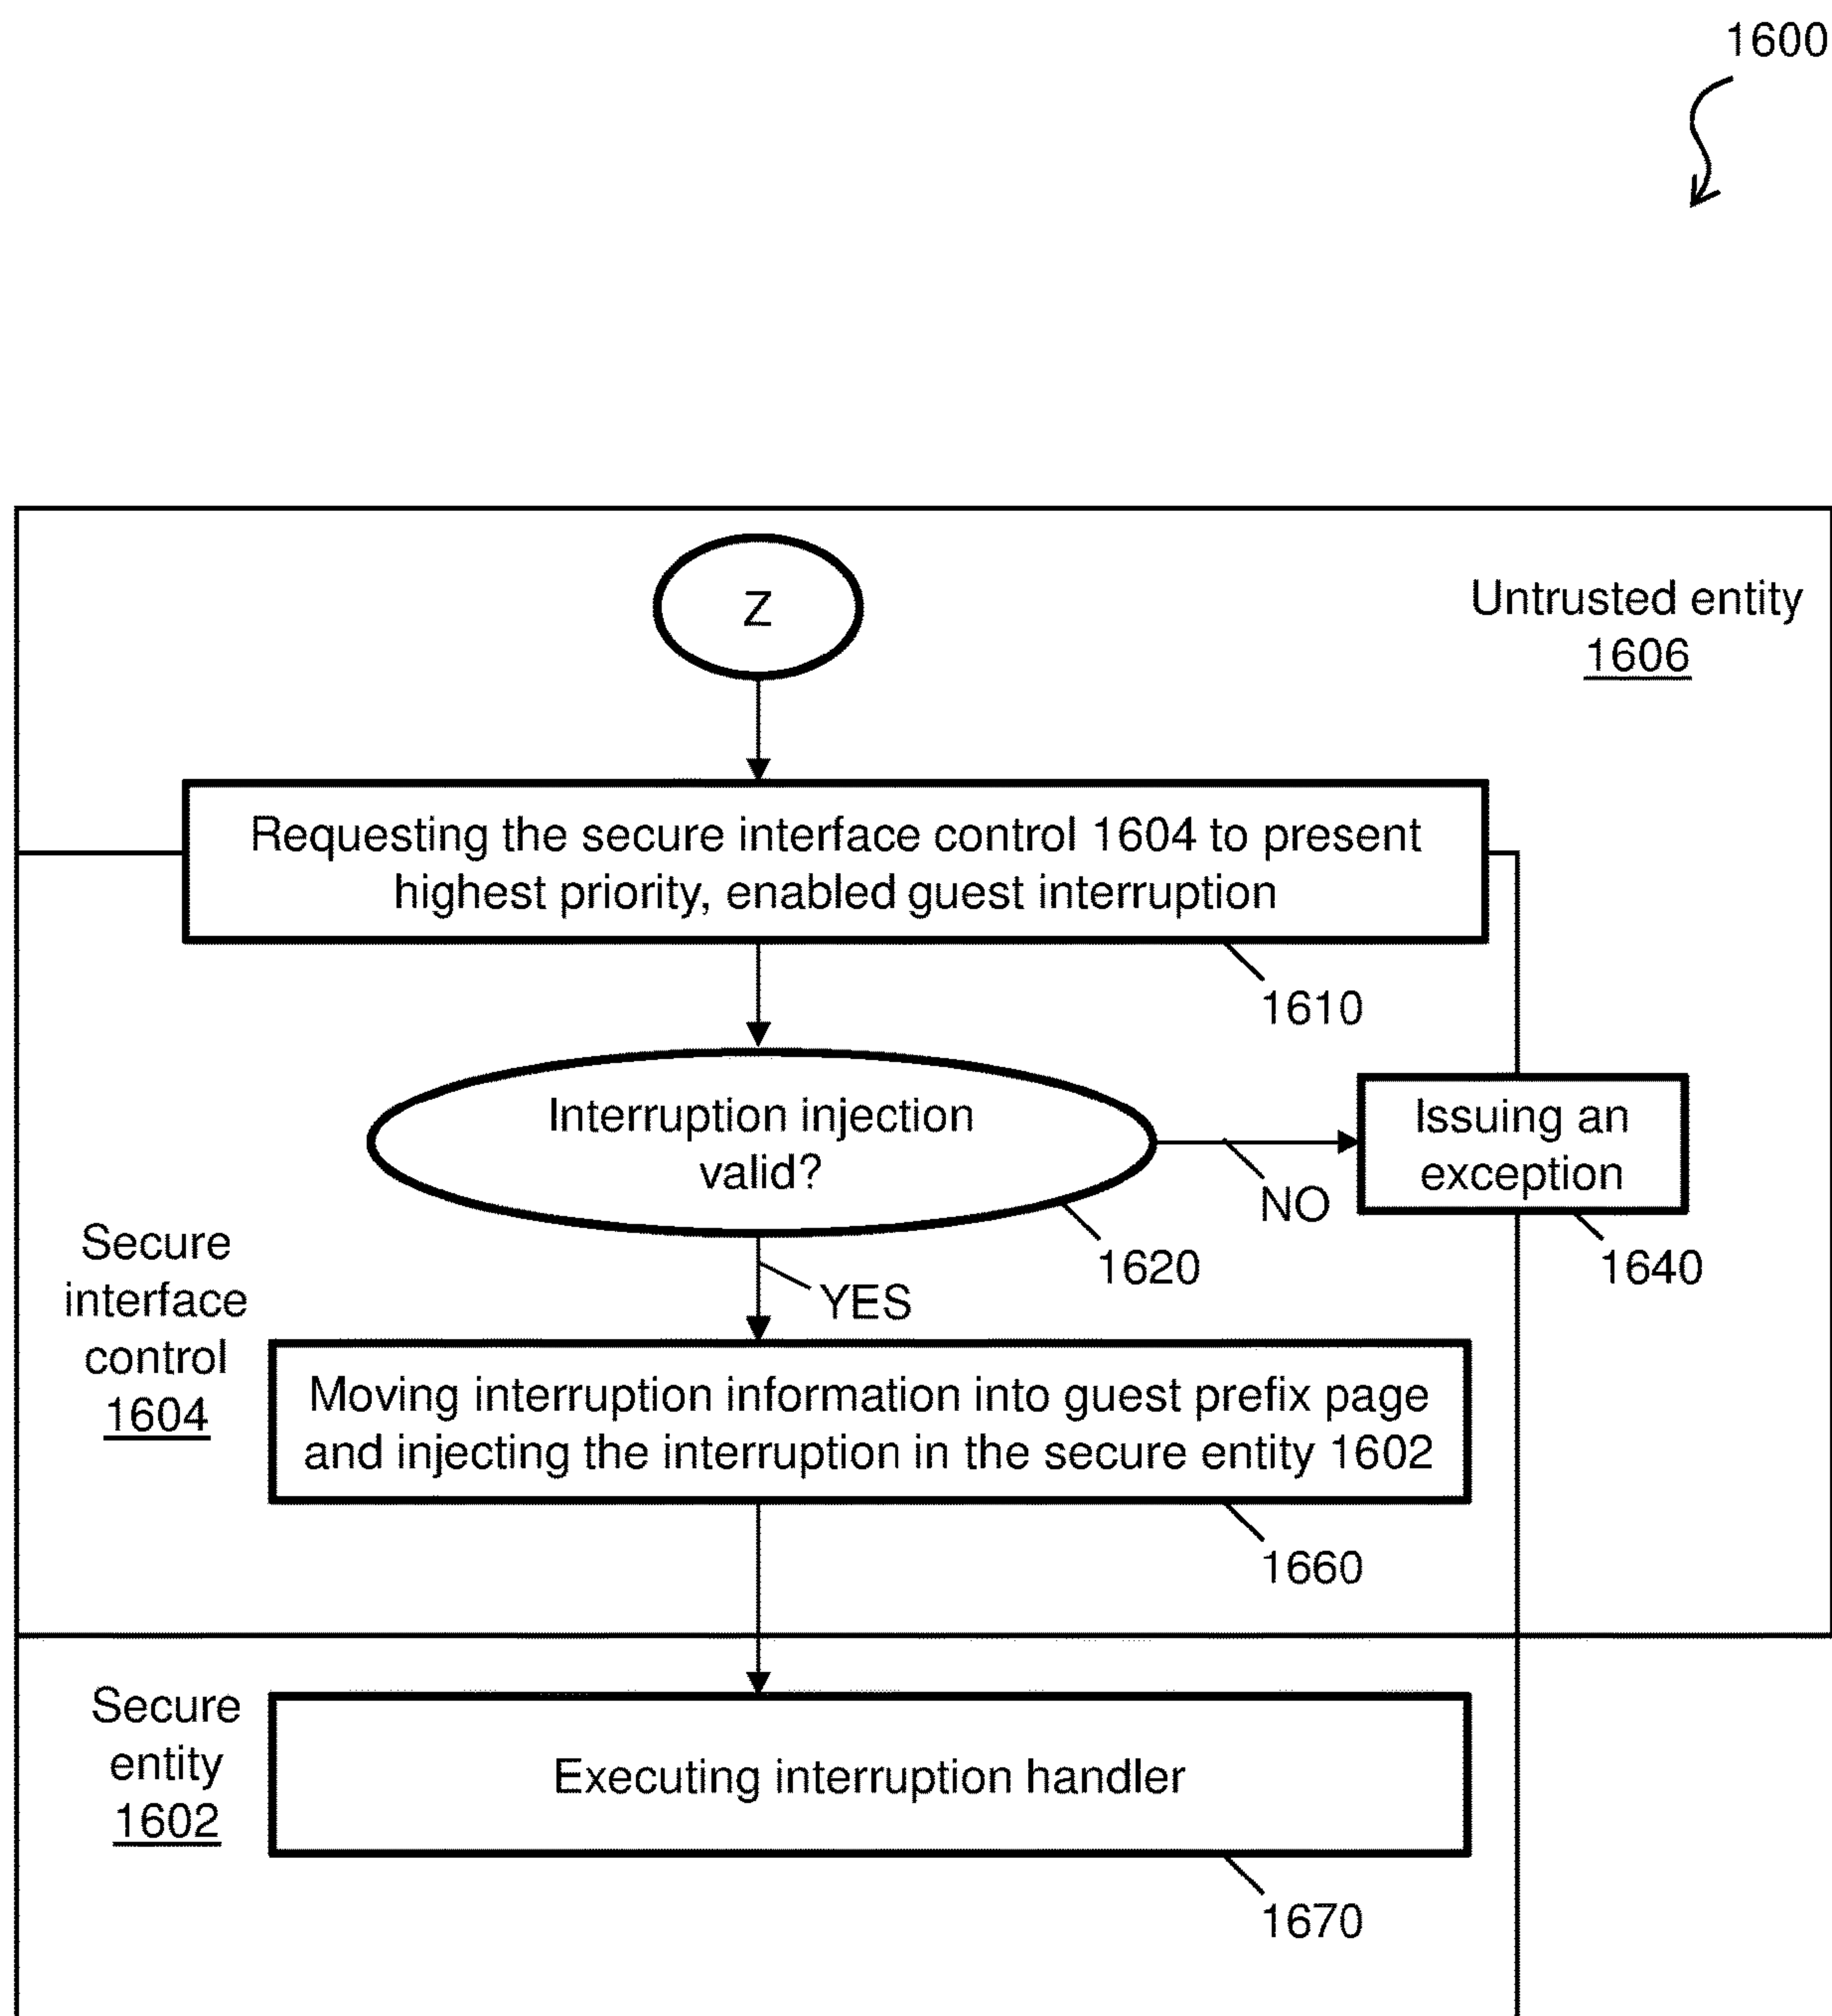 1600
Z
Untrusted entity
1606
Requesting the secure interface control 1604 to present
highest priority, enabled guest interruption
1610
Interruption injection
valid?
NO
Issuing an
exception
1620
1640
YES
Secure
interface
control
1604
Moving interruption information into guest prefix page
and injecting the interruption in the secure entity 1602
1660
Secure
entity
1602
Executing interruption handler
1670